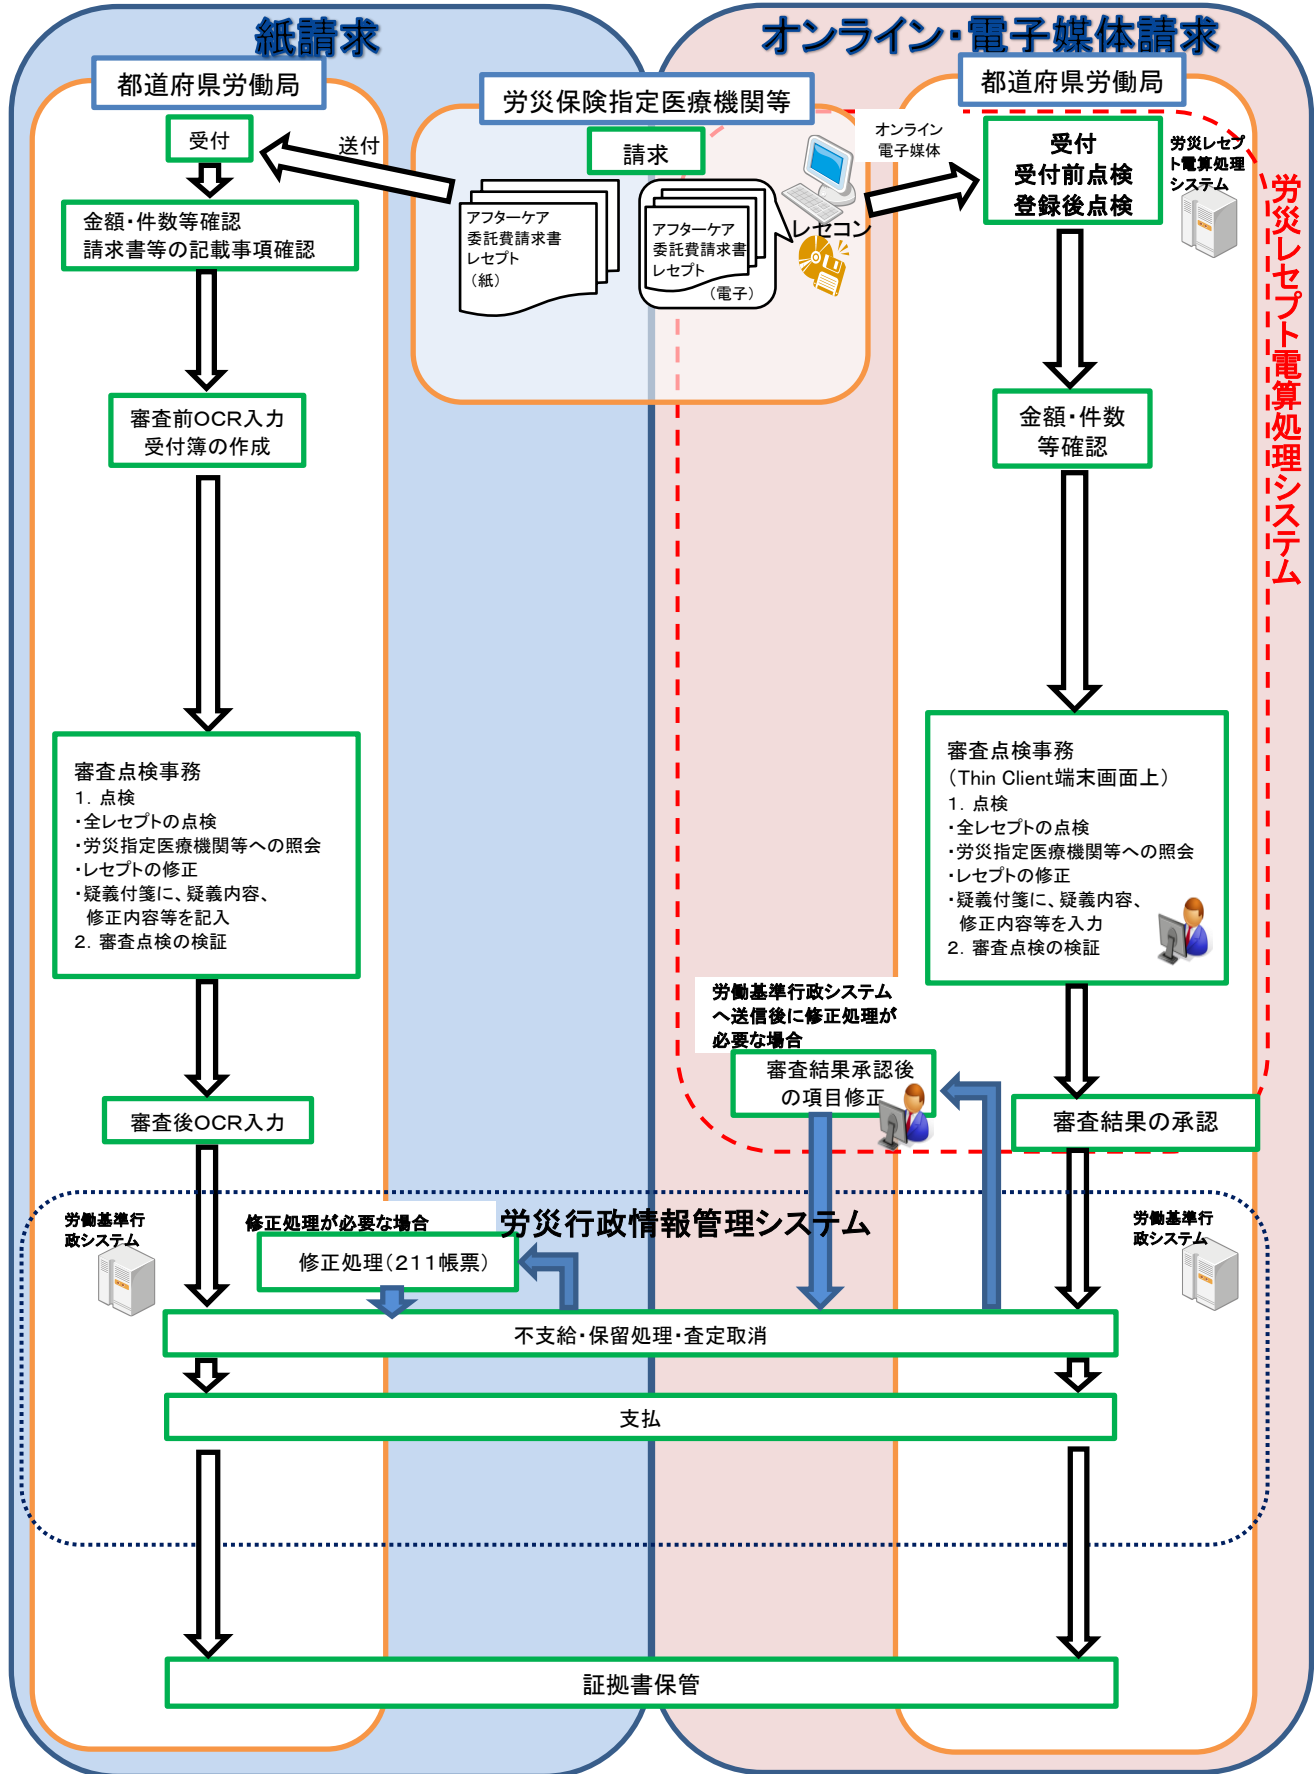 紙請求
オンライン・電子媒体請求
都道府県労働局
労災保険指定医療機関等
都道府県労働局
受付
送付
請求
オンライン
電子媒体
受付
受付前点検
登録後点検
労災レセプ
ト電算処理
システム
労災レセプト電算処理システム
金額・件数等確認
請求書等の記載事項確認
アフターケア
委託費請求書
レセプト
（紙）
アフターケア
委託費請求書
レセプト
（電子）
レセコン
審査前OCR入力
受付簿の作成
金額・件数
等確認
審査点検事務
1．点検
・全レセプトの点検
・労災指定医療機関等への照会
・レセプトの修正
・疑義付箋に、疑義内容、
修正内容等を記入
2．審査点検の検証
審査点検事務
（Thin Client端末画面上）
1．点検
・全レセプトの点検
・労災指定医療機関等への照会
・レセプトの修正
・疑義付箋に、疑義内容、
修正内容等を入力
2．審査点検の検証
労働基準行政システム
へ送信後に修正処理が
必要な場合
審査結果承認後
の項目修正
審査後OCR入力
審査結果の承認
労働基準行
政システム
修正処理が必要な場合
労災行政情報管理システム
労働基準行
政システム
修正処理（211帳票）
不支給・保留処理・査定取消
支払
証拠書保管